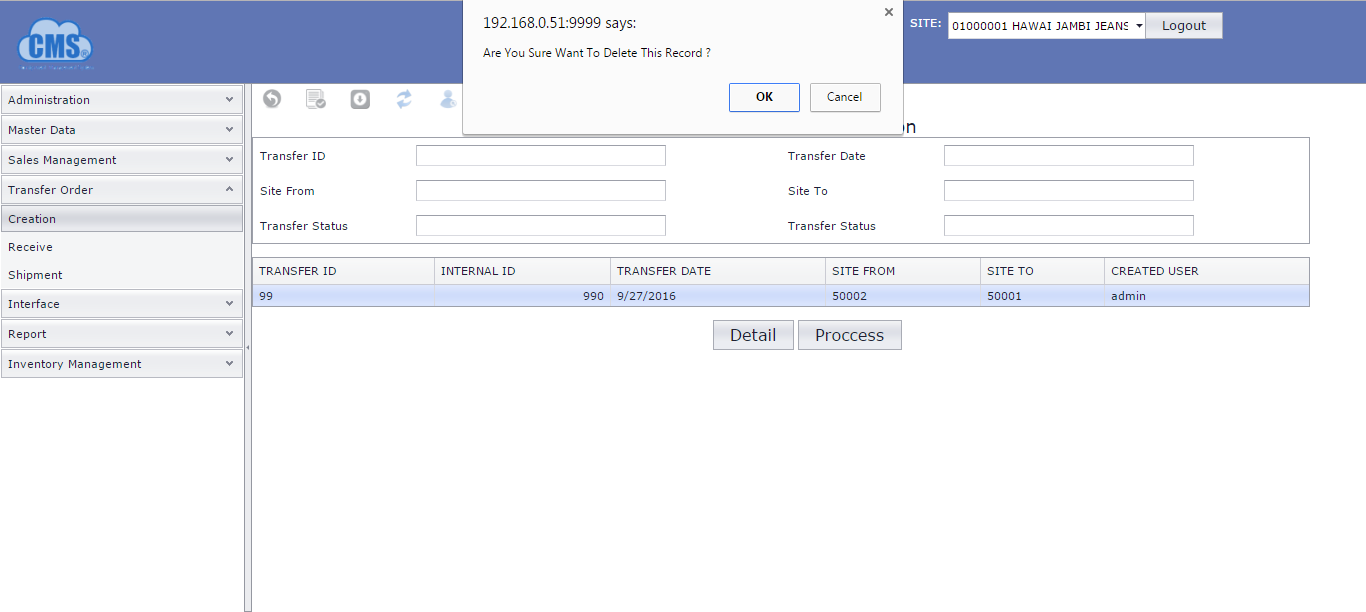 192.168.0.51:9999 says:
Are You Sure Want To Delete This Record ?
OK Cancel
CMS
SITE: 01000001 HAWAI JAMBI JEANS Logout
Administration
Master Data
Sales Management
Transfer Order
Creation
Receive
Shipment
Interface
Report
Inventory Management
on
Transfer ID Transfer Date
Site From Site To
Transfer Status Transfer Status
TRANSFER ID INTERNAL ID TRANSFER DATE SITE FROM SITE TO CREATED USER
99 990 9/27/2016 50002 50001 admin
Detail Proccess